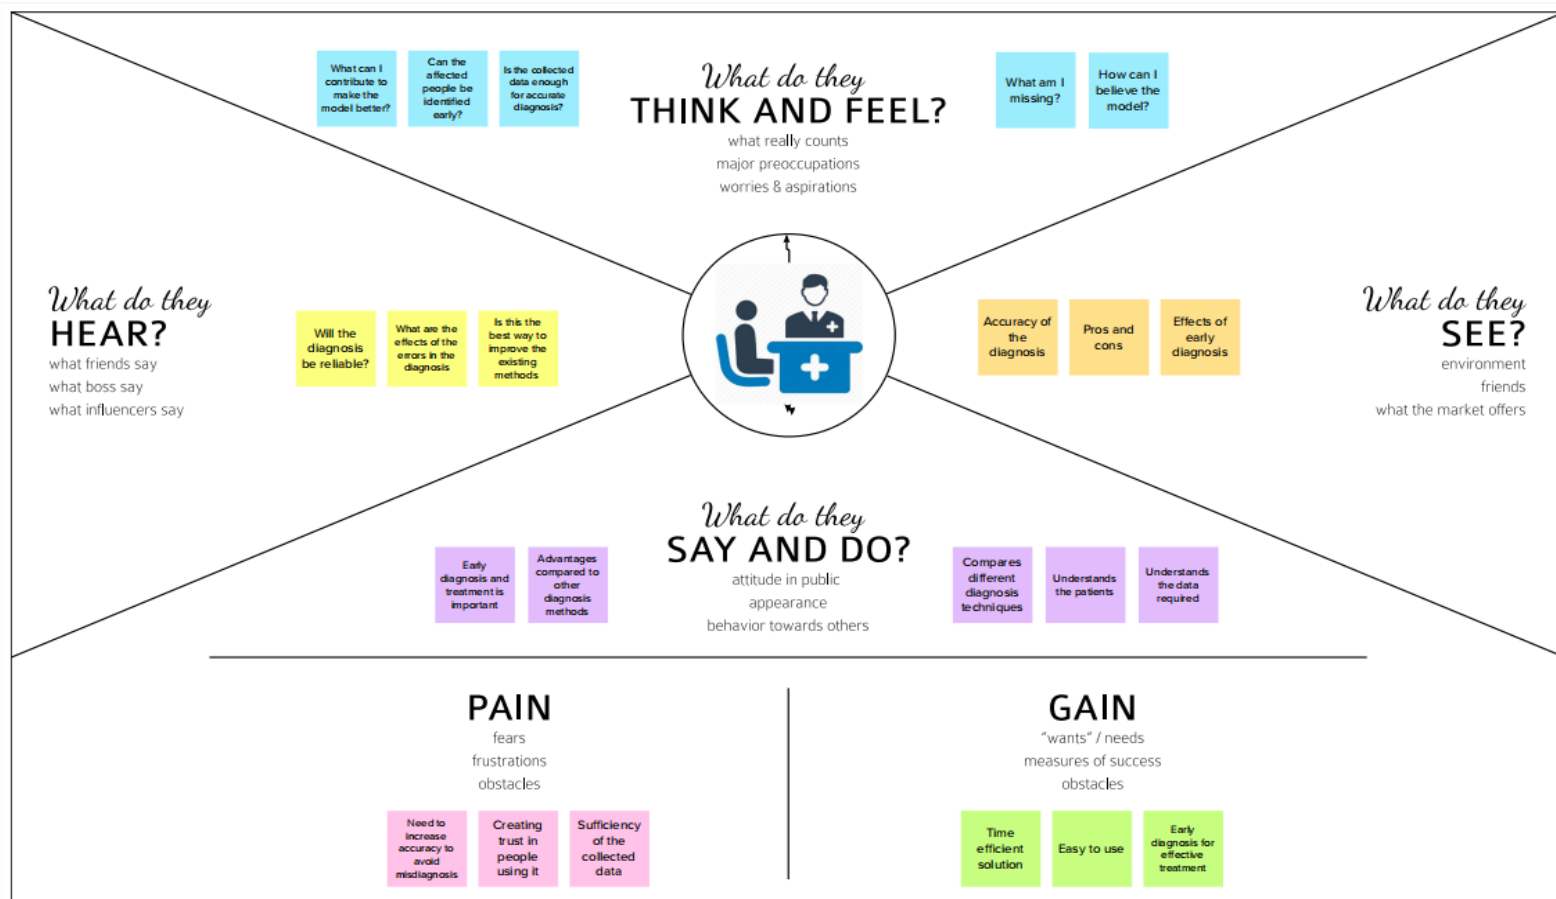 What can I
contribute to
make the
model better?
Can the
affected
people be
identified
early?
Is the collected
data enough
for accurate
diagnosis?
What do they
THINK AND FEEL?
what really counts
major preoccupations
worries & aspirations
What am I
missing?
How can I
believe the
model?
What do they
HEAR?
what friends say
what boss say
what influencers say
Will the
diagnosis
be reliable?
What are the
effects of the
errors in the
diagnosis
Is this the
best way to
improve the
existing
methods
Accuracy of
the
diagnosis
Pros and
cons
Effects of
early
diagnosis
What do they
SEE?
environment
friends
what the market offers
Early
diagnosis and
treatment is
important
Advantages
compared to
other
diagnosis
methods
What do they
SAY AND DO?
attitude in public
appearance
behavior towards others
Compares
different
diagnosis
techniques
Understands
the patients
Understands
the data
required
PAIN
fears
frustrations
obstacles
Need to
increase
accuracy to
avoid
misdiagnosis
Creating
trust in
people
using it
Sufficiency
of the
collected
data
GAIN
“wants” / needs
measures of success
obstacles
Time
efficient
solution
Easy to use
Early
diagnosis for
effective
treatment